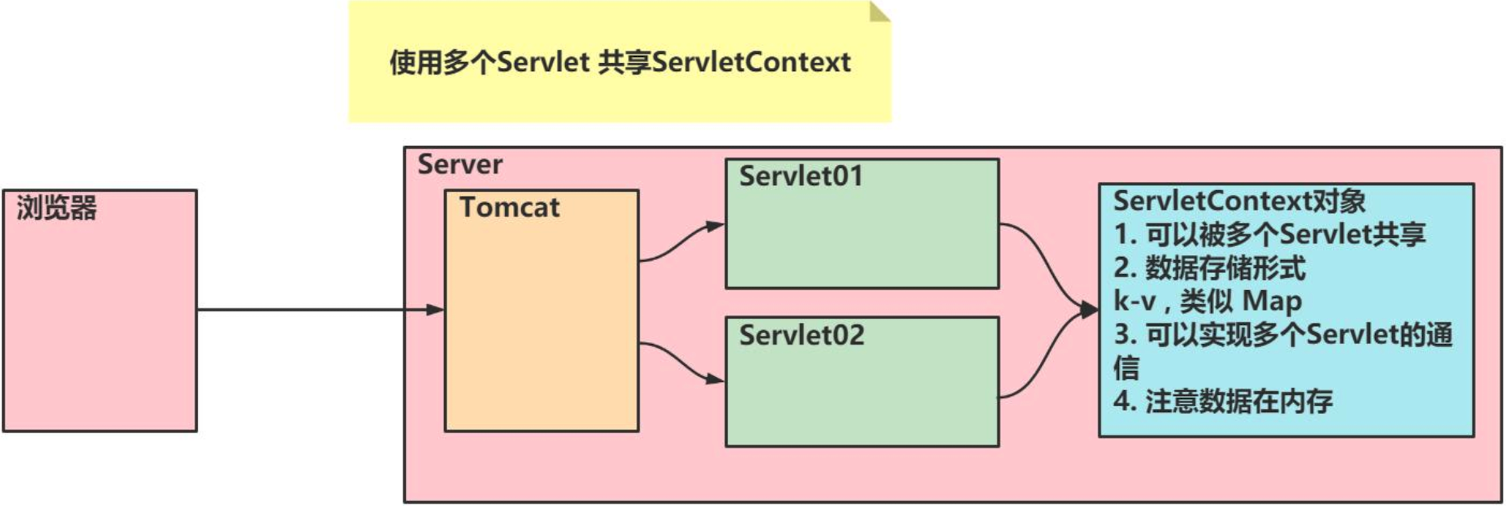 使用多个Servlet 共享ServletContext
Server
浏览器
Tomcat
Servlet01
Servlet02
ServletContext对象
1. 可以被多个Servlet共享
2. 数据存储形式
k-v , 类似 Map
3. 可以实现多个Servlet的通
信
4. 注意数据在内存